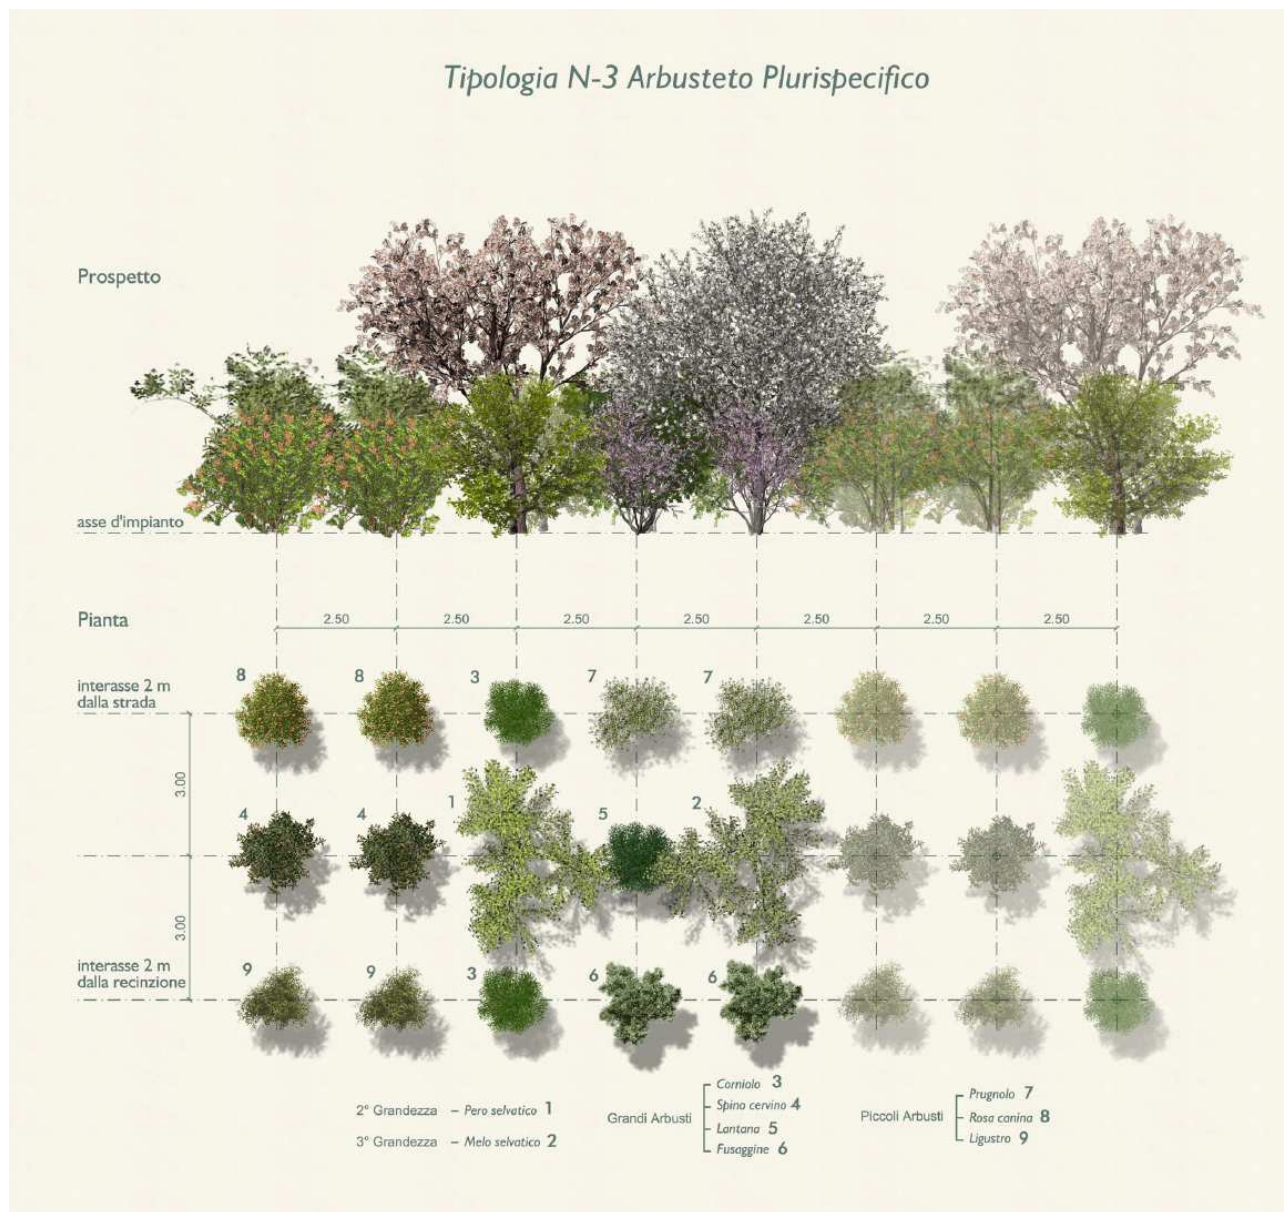 Tipologia N-3 Arbusteto Plurispecifico
Prospetto
asse d'impianto
Pianta
2.50 2.50 2.50 2.50 2.50 2.50 2.50
interasse 2 m
dalla strada
8 8 3 7 7
3.00
4 4 1 5 2
3.00
interasse 2 m
dalla recinzione
9 9 3 6 6
2° Grandezza – Pero selvatico 1
3° Grandezza – Melo selvatico 2
Grandi Arbusti
Corniolo 3
Spino cervino 4
Lantana 5
Fusaggine 6
Piccoli Arbusti
Prugnolo 7
Rosa canina 8
Ligustro 9